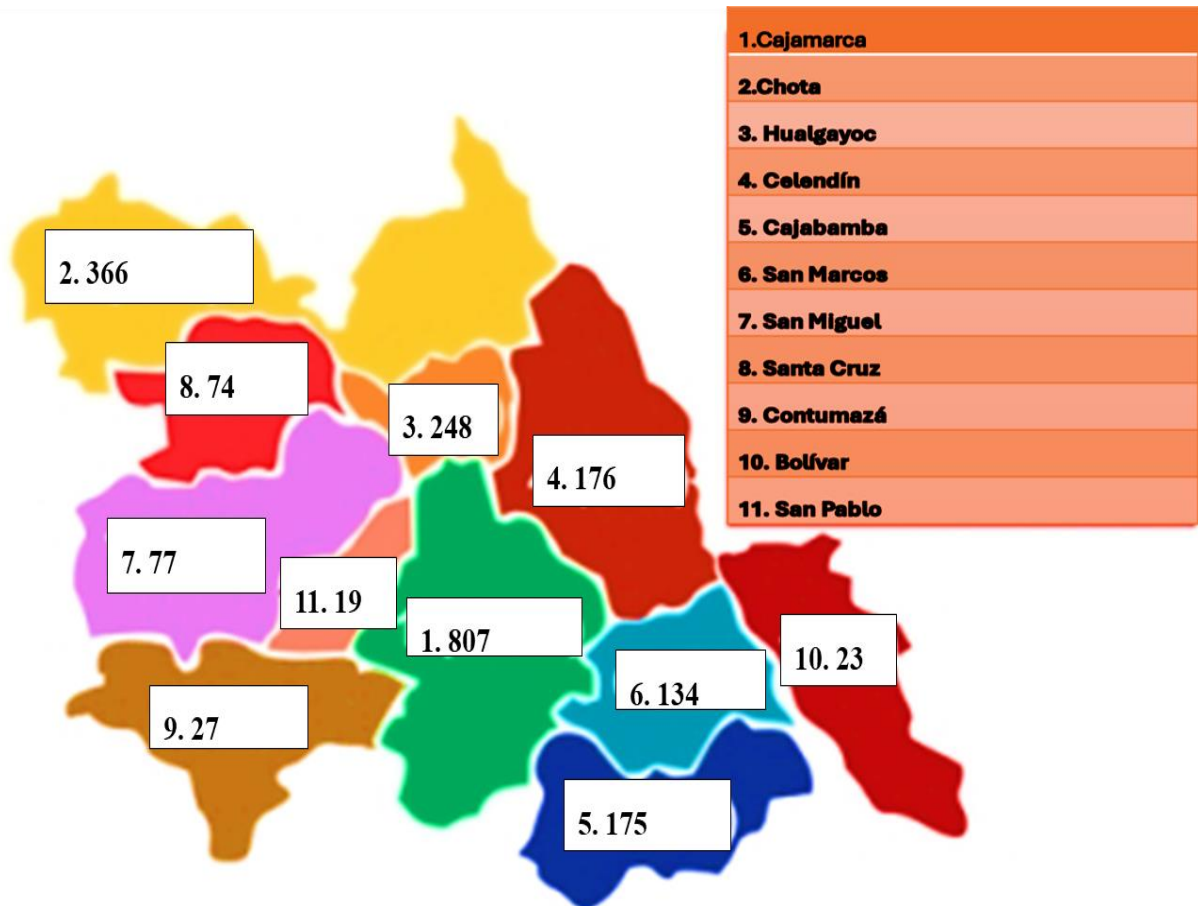 1.Cajamarca
2.Chota
3. Hualgayoc
4. Celendín
5. Cajabamba
6. San Marcos
7. San Miguel
8. Santa Cruz
9. Contumazá
10. Bolívar
11. San Pablo
2. 366
8. 74
3. 248
4. 176
7. 77
11. 19
1. 807
10. 23
6. 134
9. 27
5. 175